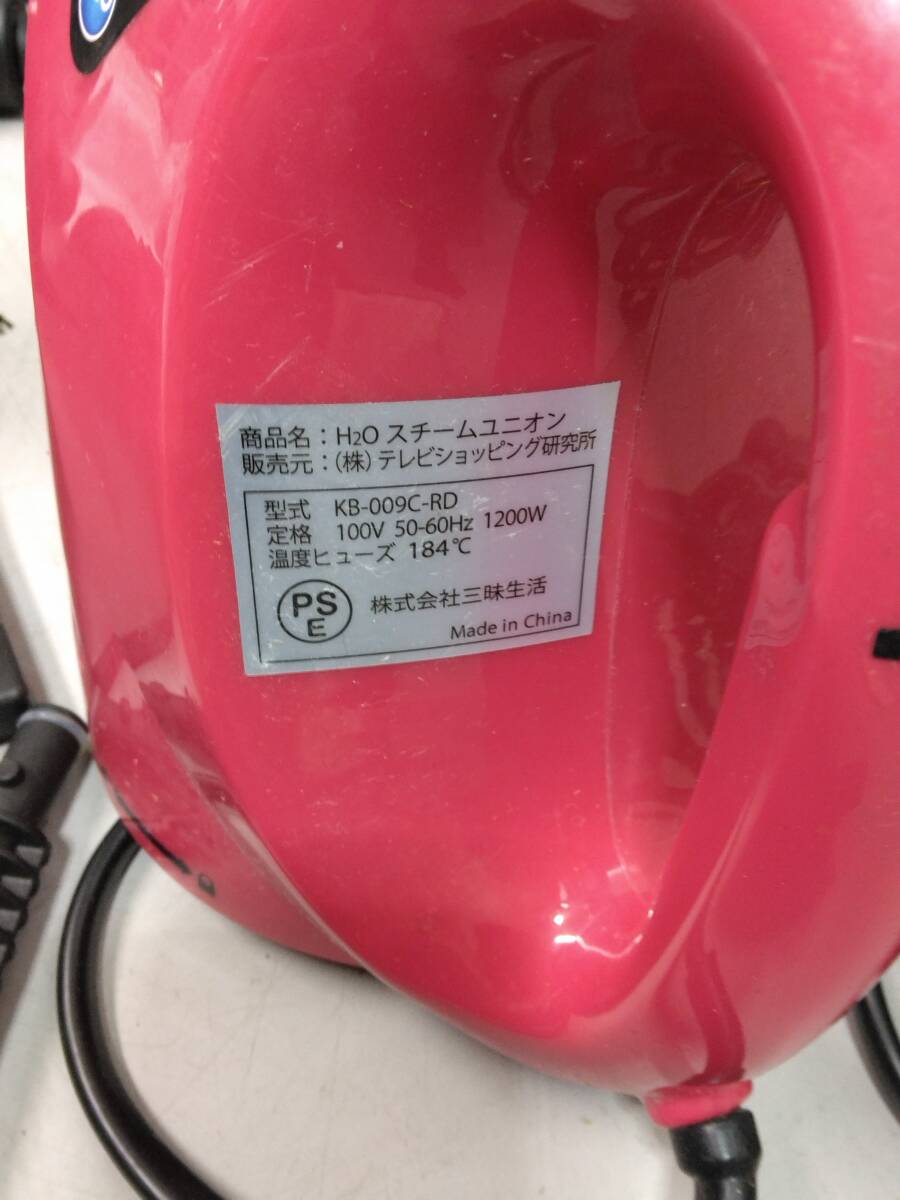 商品名：H₂O スチームユニオン
販売元：（株）テレビショッピング研究所
型式 KB-009C-RD
定格 100V 50-60Hz 1200W
温度ヒューズ 184℃
PS
E
株式会社三昧生活
Made in China